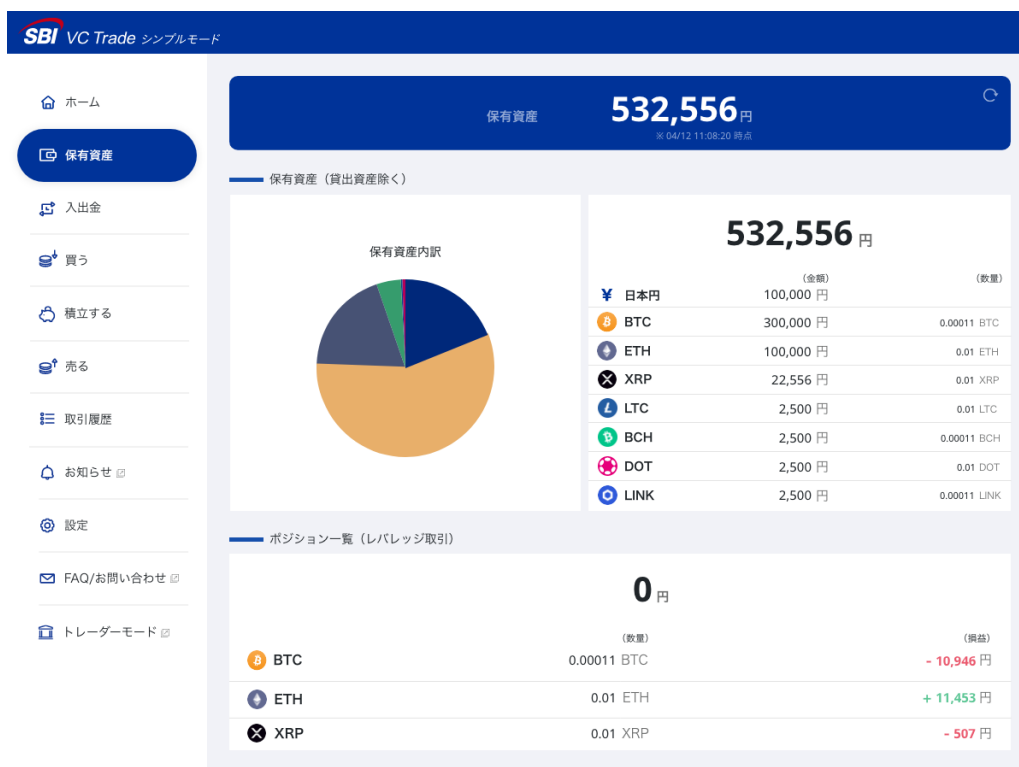 SBI VC Trade シンプルモード
ホーム
保有資産
入出金
買う
積立する
売る
取引履歴
お知らせ
設定
FAQ/お問い合わせ
トレーダーモード
保有資産 532,556 円
※ 04/12 11:08:20 時点
保有資産（貸出資産除く）
保有資産内訳
532,556 円
（金額） （数量）
¥ 日本円 100,000 円
BTC 300,000 円 0.00011 BTC
ETH 100,000 円 0.01 ETH
XRP 22,556 円 0.01 XRP
LTC 2,500 円 0.01 LTC
BCH 2,500 円 0.00011 BCH
DOT 2,500 円 0.01 DOT
LINK 2,500 円 0.00011 LINK
ポジション一覧（レバレッジ取引）
0 円
（数量） （損益）
BTC 0.00011 BTC - 10,946 円
ETH 0.01 ETH + 11,453 円
XRP 0.01 XRP - 507 円